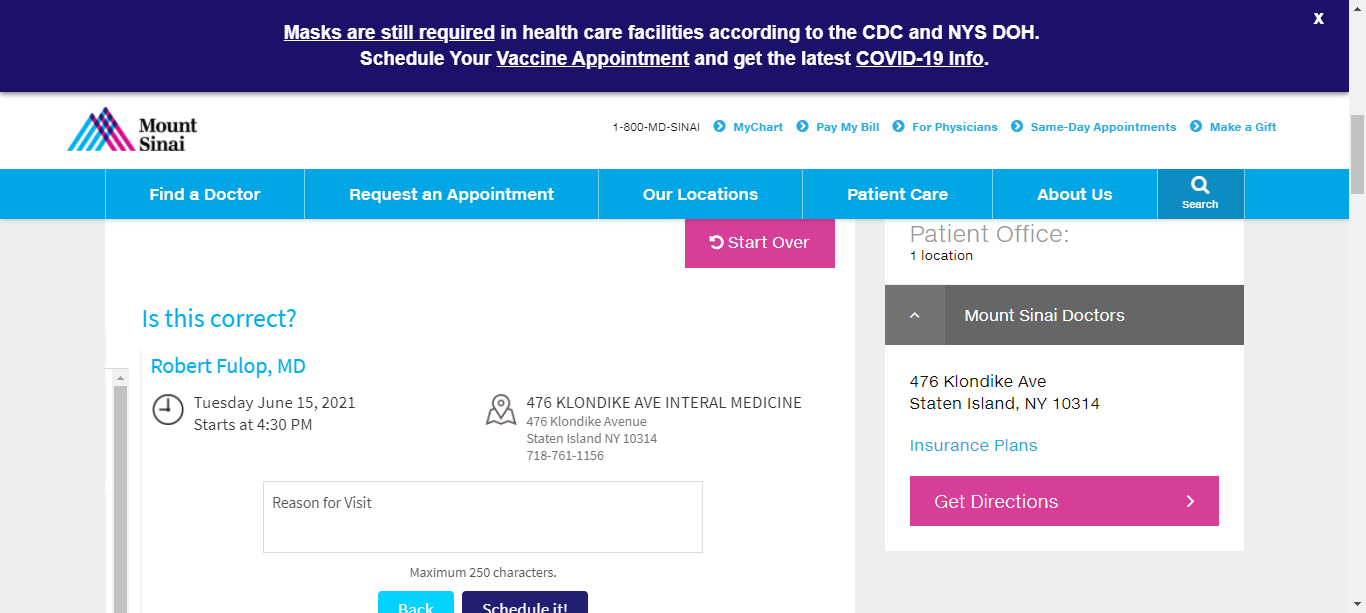 Masks are still required in health care facilities according to the CDC and NYS DOH.
Schedule Your Vaccine Appointment and get the latest COVID-19 Info.
X
Mount
Sinai
1-800-MD-SINAI MyChart Pay My Bill For Physicians Same-Day Appointments Make a Gift
Find a Doctor Request an Appointment Our Locations Patient Care About Us Search
Start Over
Is this correct?
Robert Fulop, MD
Tuesday June 15, 2021
Starts at 4:30 PM
476 KLONDIKE AVE INTERAL MEDICINE
476 Klondike Avenue
Staten Island NY 10314
718-761-1156
Reason for Visit
Maximum 250 characters.
Back Schedule it!
Patient Office:
1 location
Mount Sinai Doctors
476 Klondike Ave
Staten Island, NY 10314
Insurance Plans
Get Directions